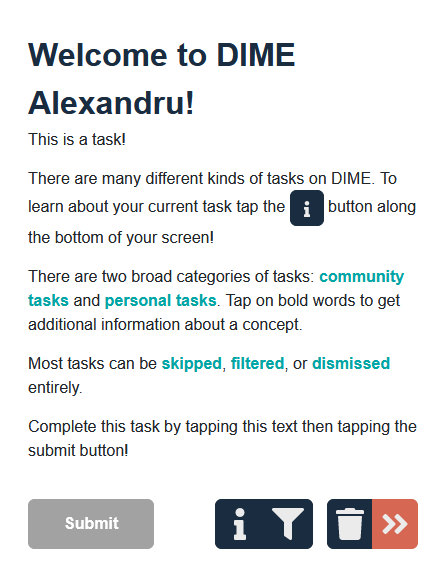 Welcome to DIME
Alexandru!
This is a task!
There are many different kinds of tasks on DIME. To
learn about your current task tap the i button along
the bottom of your screen!
There are two broad categories of tasks: community
tasks and personal tasks. Tap on bold words to get
additional information about a concept.
Most tasks can be skipped, filtered, or dismissed
entirely.
Complete this task by tapping this text then tapping the
submit button!
Submit